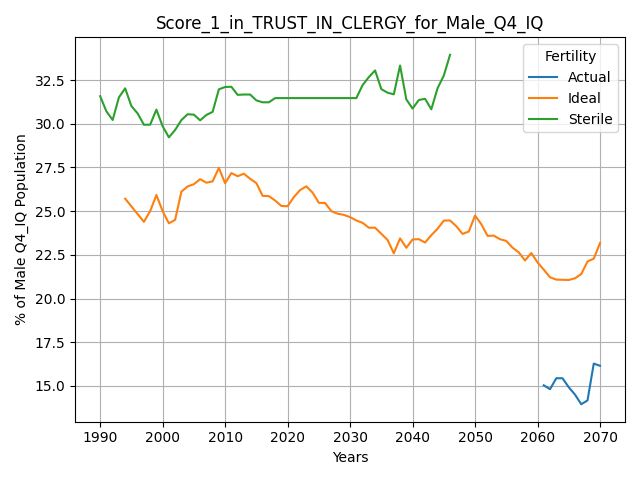 Score_1_in_TRUST_IN_CLERGY_for_Male_Q4_IQ
Fertility
Actual
Ideal
Sterile
% of Male Q4_IQ Population
32.5
30.0
27.5
25.0
22.5
20.0
17.5
15.0
1990 2000 2010 2020 2030 2040 2050 2060 2070
Years